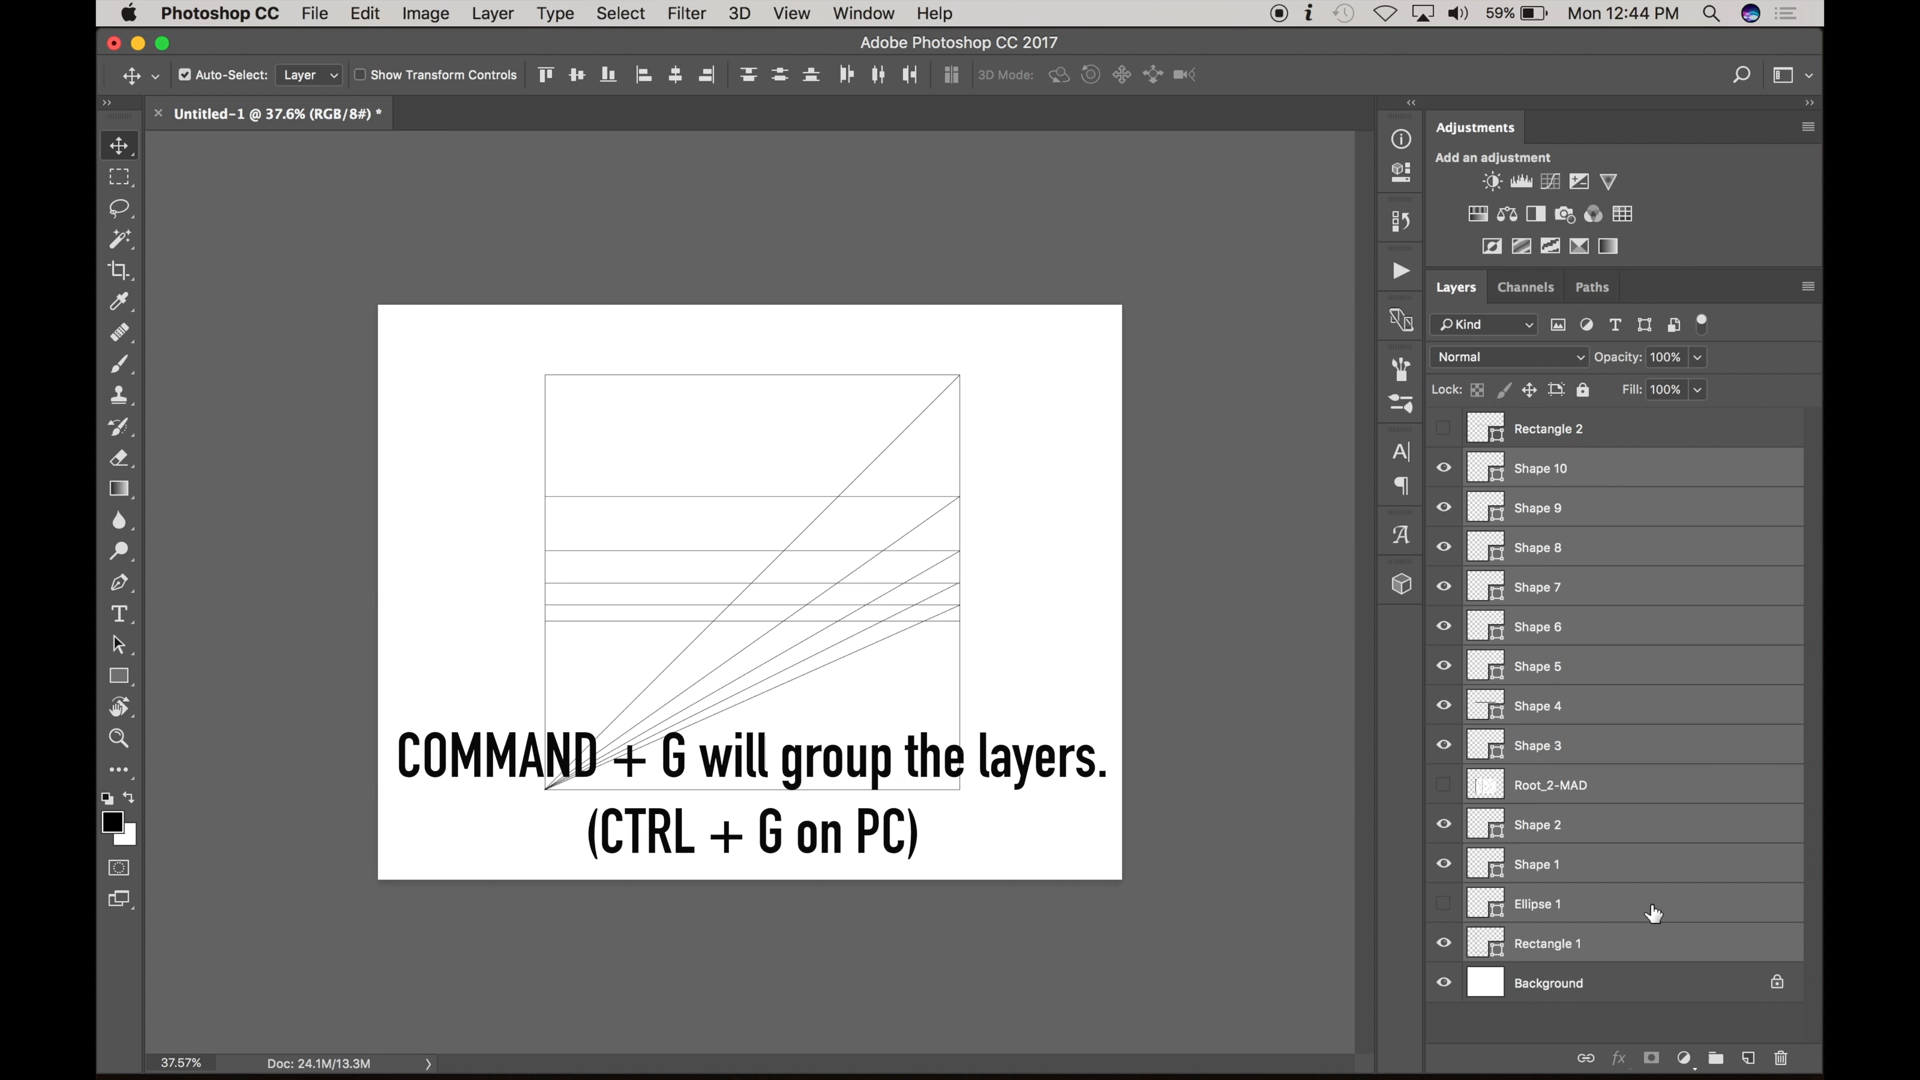 Photoshop CC File Edit Image Layer Type Select Filter 3D View Window Help 59% Mon 12:44 PM
Adobe Photoshop CC 2017
Auto-Select: Layer Show Transform Controls 3D Mode:
Untitled-1 @ 37.6% (RGB/8#) *
Adjustments
Add an adjustment
Layers Channels Paths
Kind
Normal Opacity: 100%
Lock: Fill: 100%
Rectangle 2
Shape 10
Shape 9
Shape 8
Shape 7
Shape 6
Shape 5
Shape 4
Shape 3
Root_2-MAD
Shape 2
Shape 1
Ellipse 1
Rectangle 1
Background
COMMAND + G will group the layers.
(CTRL + G on PC)
37.57% Doc: 24.1M/13.3M